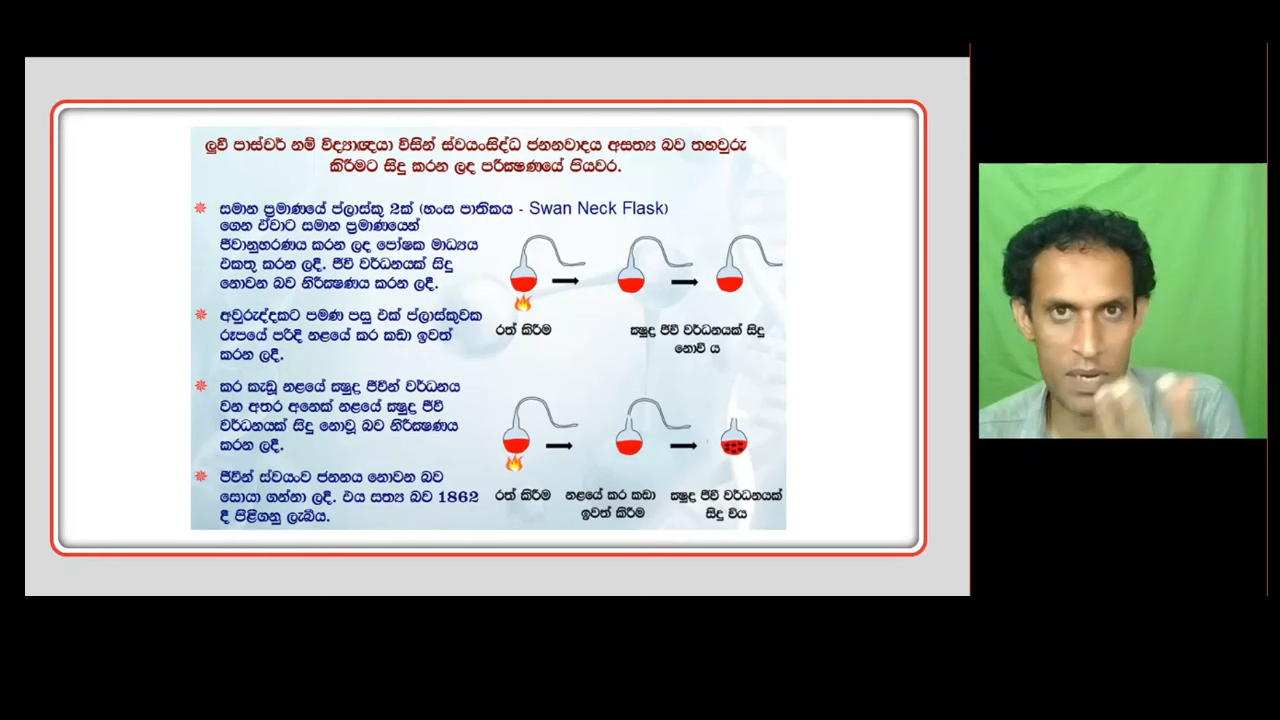 ලුවී පාස්චර් නම් විද්‍යාඥයා විසින් ස්වයංසිද්ධ ජනනවාදය අසත්‍ය බව තහවුරු
කිරීමට සිදු කරන ලද පරීක්ෂණයේ පියවර.
සමාන ප්‍රමාණයේ ප්ලාස්කු 2ක් (හංස පාතිකය - Swan Neck Flask)
ගෙන ඒවාට සමාන ප්‍රමාණයෙන්
ජීවානුහරණය කරන ලද පෝෂක මාධ්‍යය
එකතු කරන ලදී. ජීවී වර්ධනයක් සිදු
නොවන බව නිරීක්ෂණය කරන ලදී.
අවුරුද්දකට පමණ පසු එක් ප්ලාස්කුවක
රූපයේ පරිදි නළයේ කර කඩා ඉවත්
කරන ලදී.
කර කැඩූ නළයේ ක්ෂුද්‍ර ජීවීන් වර්ධනය
වන අතර අනෙක් නළයේ ක්ෂුද්‍ර ජීවී
වර්ධනයක් සිදු නොවූ බව නිරීක්ෂණය
කරන ලදී.
ජීවීන් ස්වයංව ජනනය නොවන බව
සොයා ගන්නා ලදී. එය සත්‍ය බව 1862
දී පිළිගනු ලැබීය.
රත් කිරීම
ක්ෂුද්‍ර ජීවී වර්ධනයක් සිදු
නොවී ය
රත් කිරීම
නළයේ කර කඩා
ඉවත් කිරීම
ක්ෂුද්‍ර ජීවී වර්ධනයක්
සිදු විය